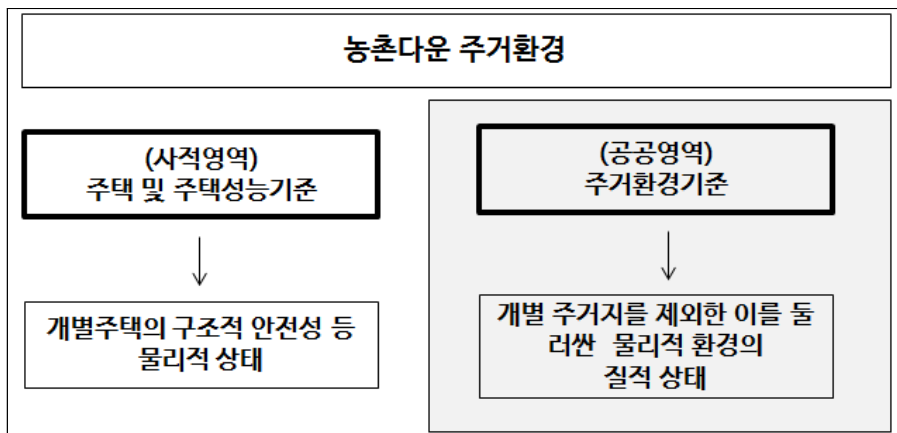 농촌다운 주거환경
(사적영역)
주택 및 주택성능기준
(공공영역)
주거환경기준
개별주택의 구조적 안전성 등
물리적 상태
개별 주거지를 제외한 이를 둘
러싼 물리적 환경의
질적 상태